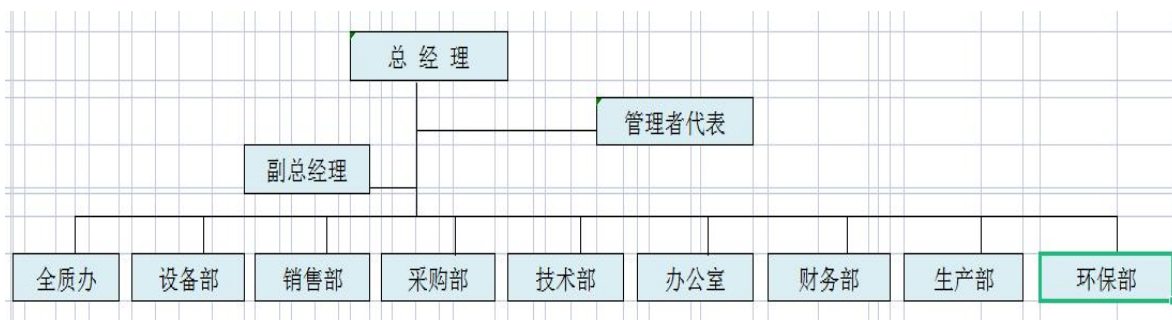 总 经 理
管理者代表
副总经理
全质办 设备部 销售部 采购部 技术部 办公室 财务部 生产部 环保部